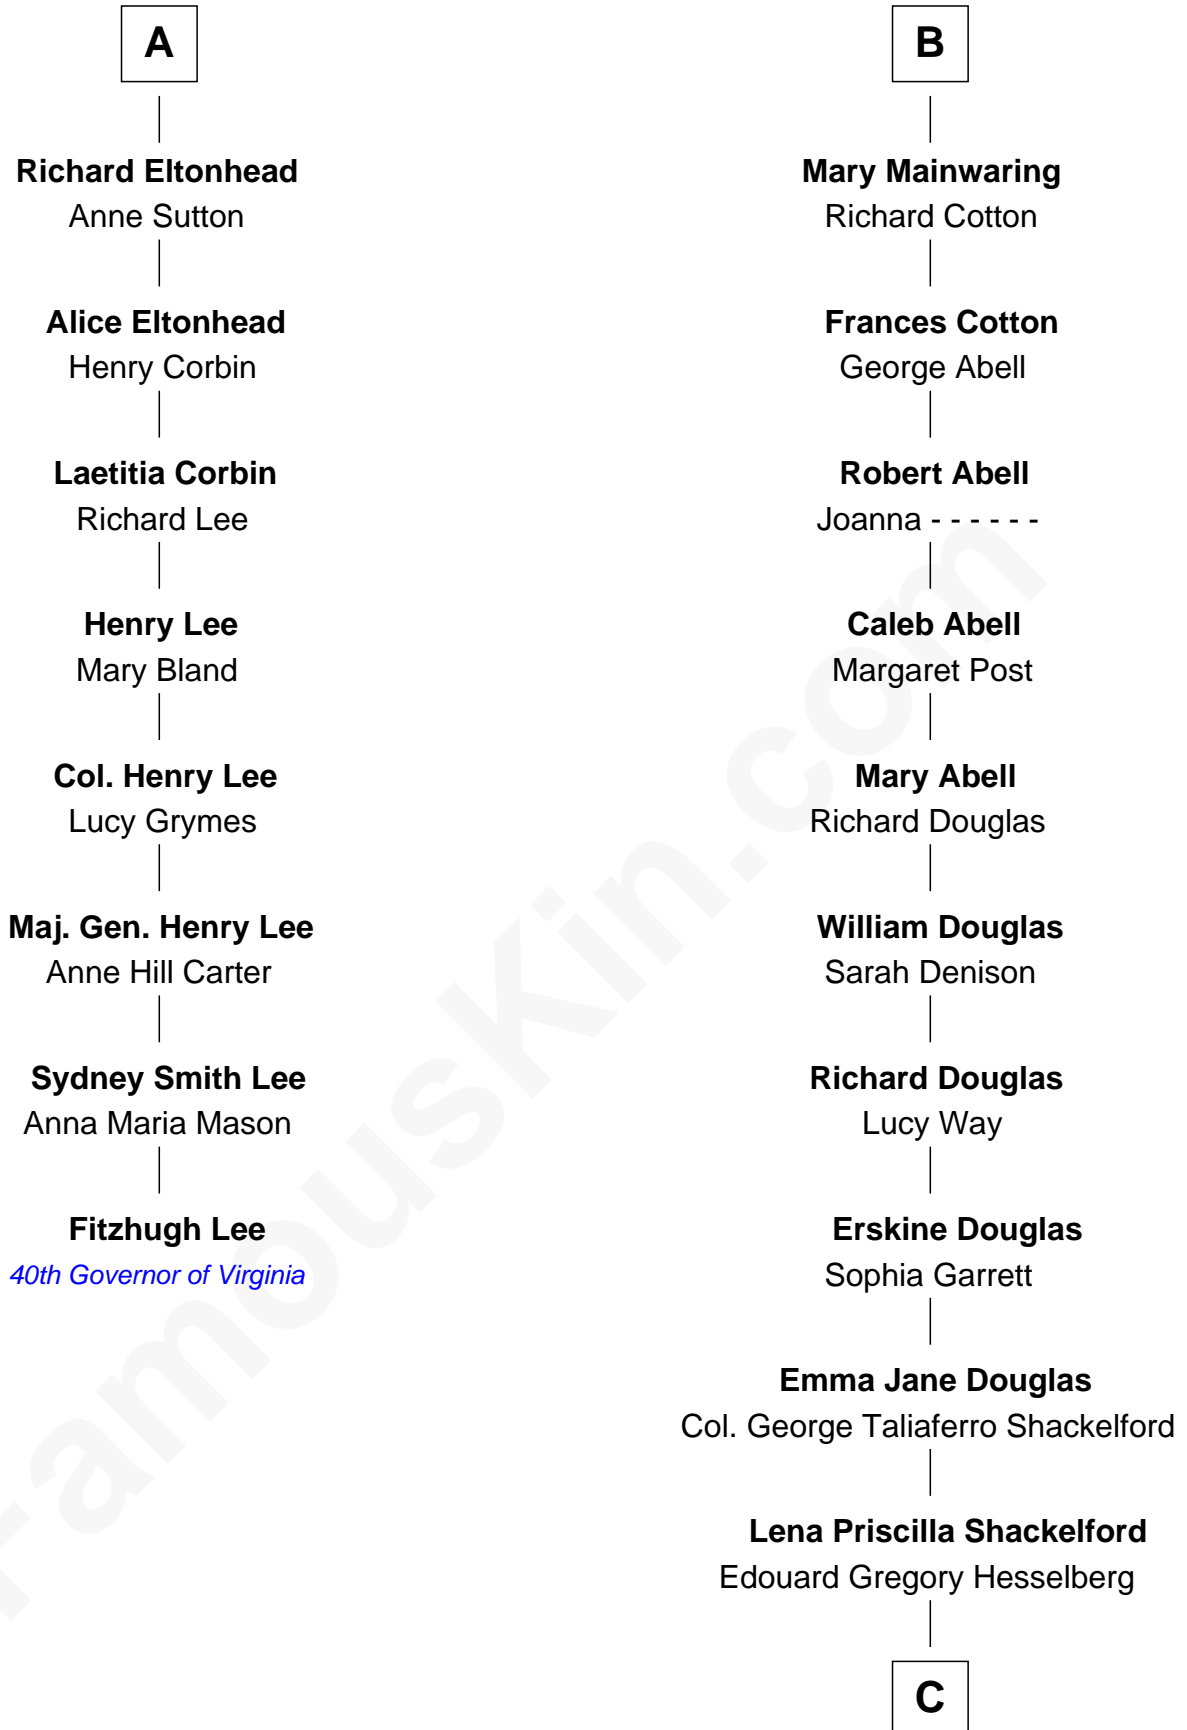 A
Richard Eltonhead
Anne Sutton
Alice Eltonhead
Henry Corbin
Laetitia Corbin
Richard Lee
Henry Lee
Mary Bland
Col. Henry Lee
Lucy Grymes
Maj. Gen. Henry Lee
Anne Hill Carter
Sydney Smith Lee
Anna Maria Mason
Fitzhugh Lee
40th Governor of Virginia
B
Mary Mainwaring
Richard Cotton
Frances Cotton
George Abell
Robert Abell
Joanna - - - - - -
Caleb Abell
Margaret Post
Mary Abell
Richard Douglas
William Douglas
Sarah Denison
Richard Douglas
Lucy Way
Erskine Douglas
Sophia Garrett
Emma Jane Douglas
Col. George Taliaferro Shackelford
Lena Priscilla Shackelford
Edouard Gregory Hesselberg
C
FamousKin.com